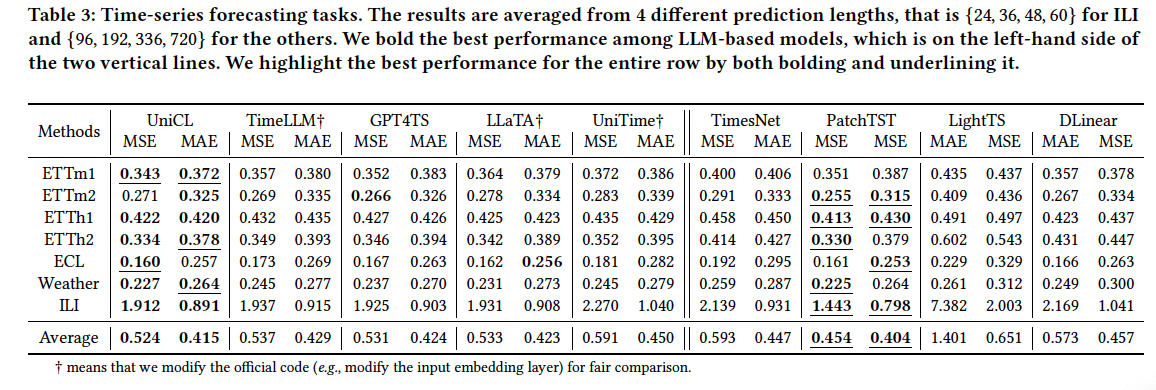 Table 3: Time-series forecasting tasks. The results are averaged from 4 different prediction lengths, that is {24, 36, 48, 60} for ILI
and {96, 192, 336, 720} for the others. We bold the best performance among LLM-based models, which is on the left-hand side of
the two vertical lines. We highlight the best performance for the entire row by both bolding and underlining it.
Methods UniCL TimeLLM† GPT4TS LLaTA† UniTime† TimesNet PatchTST LightTS DLinear
MSE MAE MSE MAE MSE MAE MSE MAE MSE MAE MSE MAE MSE MAE MAE MSE MAE MSE
ETTm1 0.343 0.372 0.357 0.380 0.352 0.383 0.364 0.379 0.372 0.386 0.400 0.406 0.351 0.387 0.435 0.437 0.357 0.378
ETTm2 0.271 0.325 0.269 0.335 0.266 0.326 0.278 0.334 0.283 0.339 0.291 0.333 0.255 0.315 0.409 0.436 0.267 0.334
ETTh1 0.422 0.420 0.432 0.435 0.427 0.426 0.425 0.423 0.435 0.429 0.458 0.450 0.413 0.430 0.491 0.497 0.423 0.437
ETTh2 0.334 0.378 0.349 0.393 0.346 0.394 0.342 0.389 0.352 0.395 0.414 0.427 0.330 0.379 0.602 0.543 0.431 0.447
ECL 0.160 0.257 0.173 0.269 0.167 0.263 0.162 0.256 0.181 0.282 0.192 0.295 0.161 0.253 0.229 0.329 0.166 0.263
Weather 0.227 0.264 0.245 0.277 0.237 0.270 0.231 0.273 0.245 0.279 0.259 0.287 0.225 0.264 0.261 0.312 0.249 0.300
ILI 1.912 0.891 1.937 0.915 1.925 0.903 1.931 0.908 2.270 1.040 2.139 0.931 1.443 0.798 7.382 2.003 2.169 1.041
Average 0.524 0.415 0.537 0.429 0.531 0.424 0.533 0.423 0.591 0.450 0.593 0.447 0.454 0.404 1.401 0.651 0.573 0.457
† means that we modify the official code (e.g., modify the input embedding layer) for fair comparison.